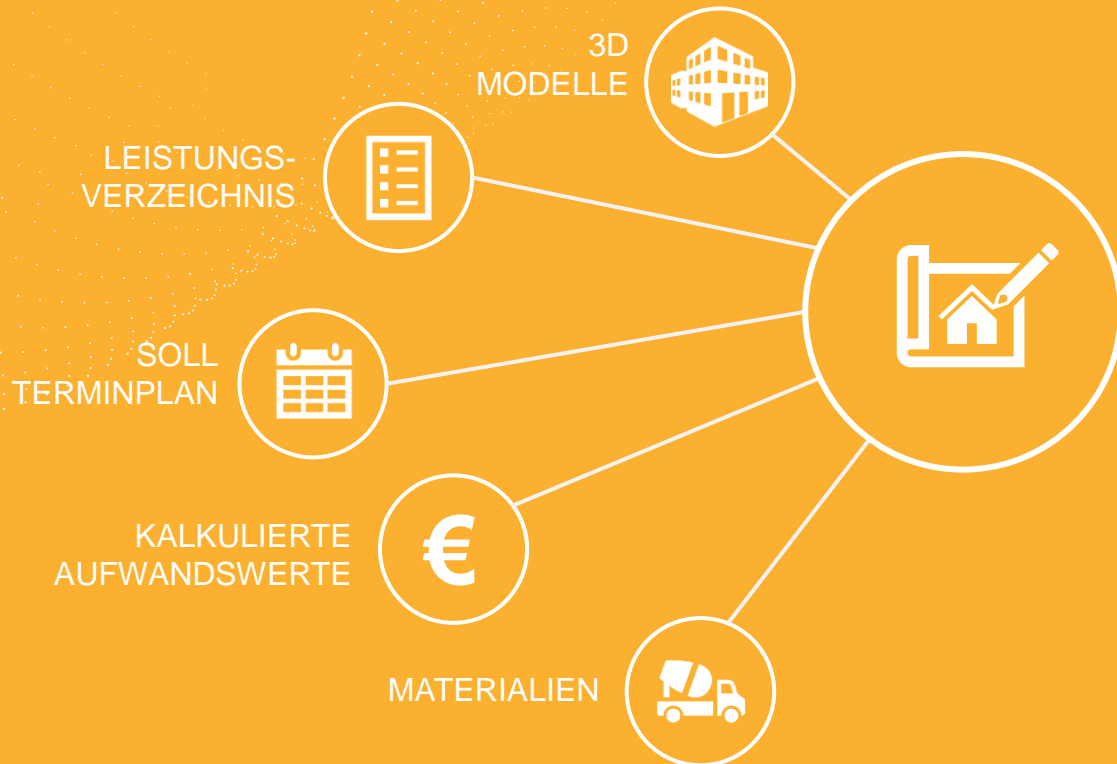 3D
MODELLE
LEISTUNGS-
VERZEICHNIS
SOLL
TERMINPLAN
KALKULIERTE
AUFWANDSWERTE
€
MATERIALIEN